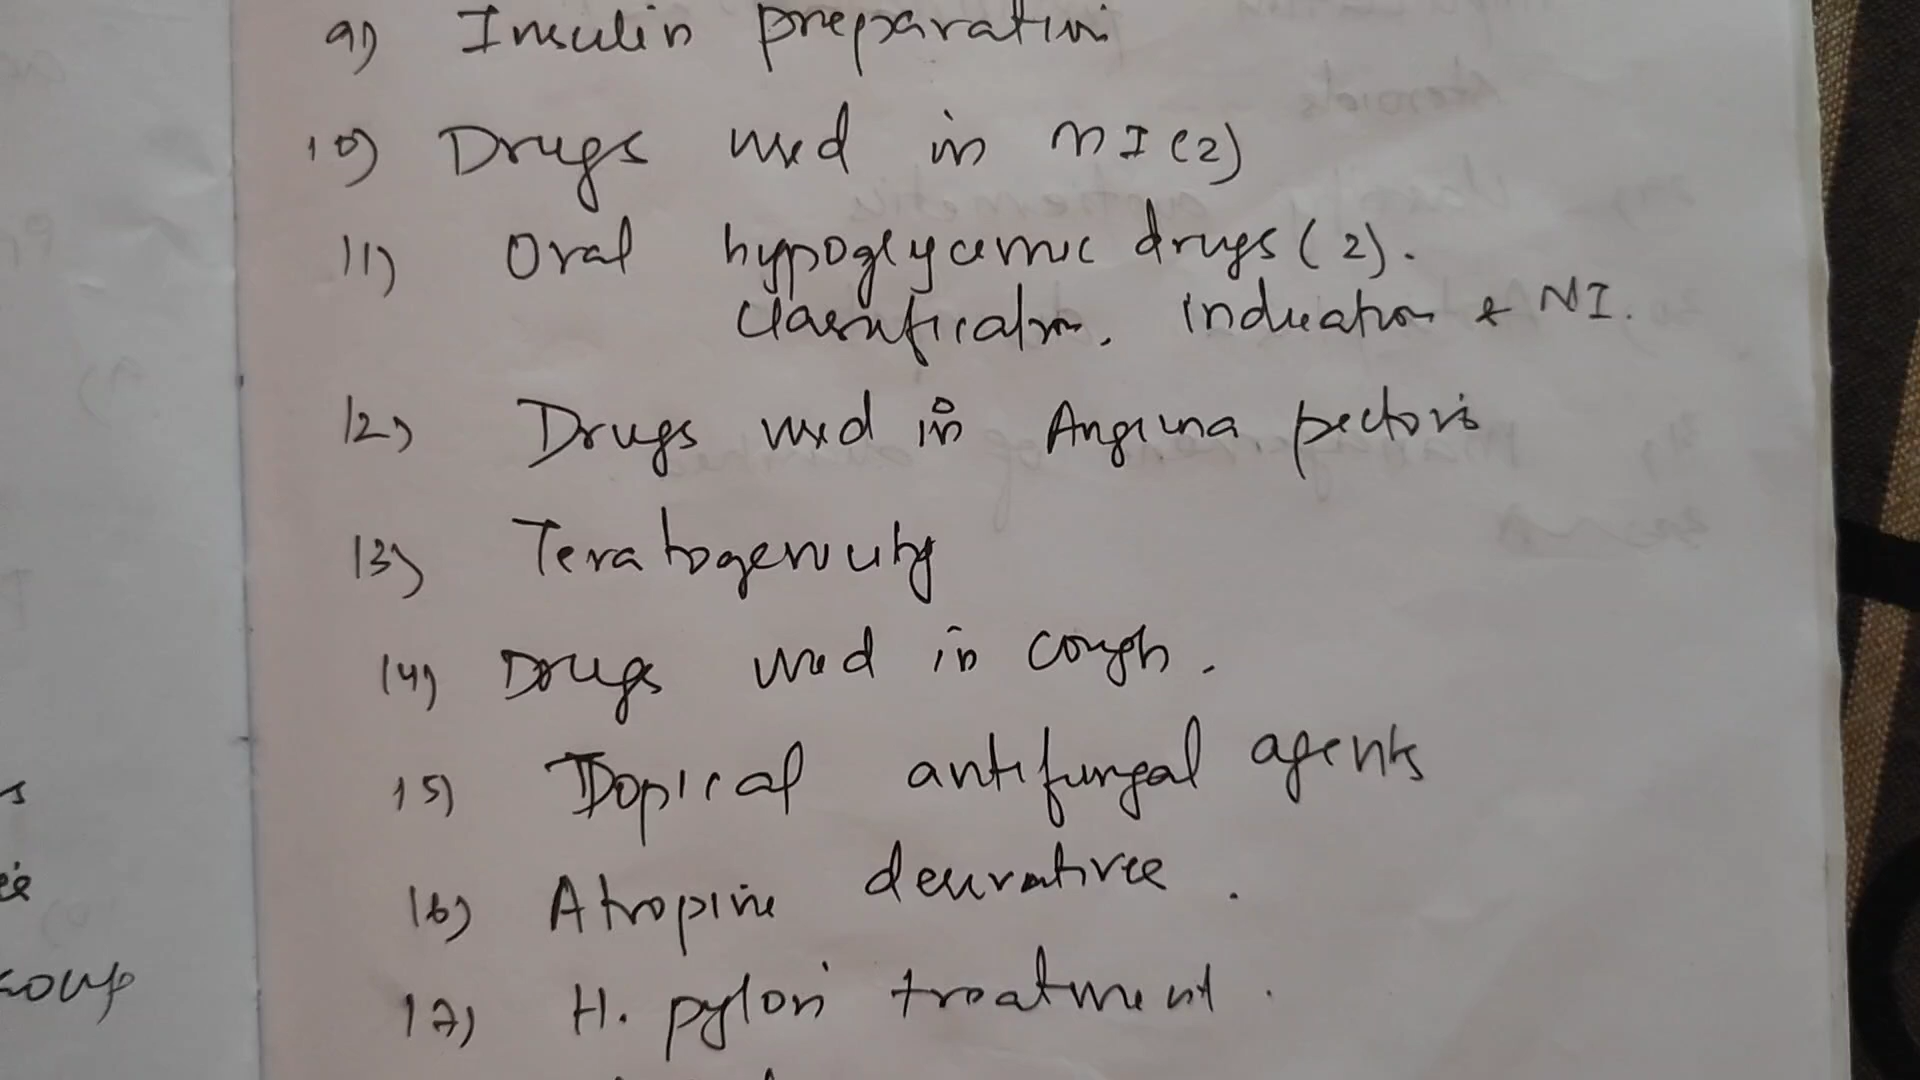 9) Insulin preparation
10) Drugs used in MI (2)
11) Oral hypoglycemic drugs (2).
classification. indication & NI.
12) Drugs used in Angina pectoris
13) Teratogenicity
14) Drugs used in cough.
15) Topical antifungal agents
16) Atropine derivatives.
17) H. pylori treatment.